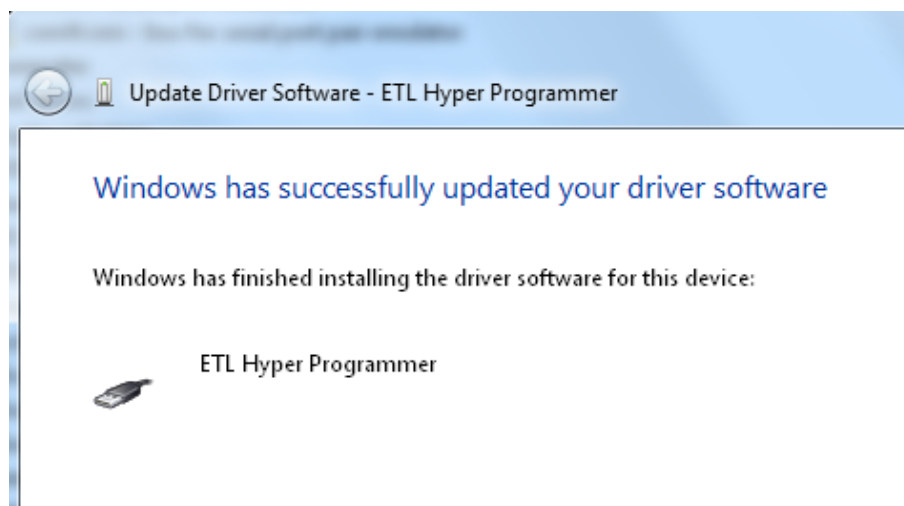 Update Driver Software - ETL Hyper Programmer
Windows has successfully updated your driver software
Windows has finished installing the driver software for this device:
ETL Hyper Programmer